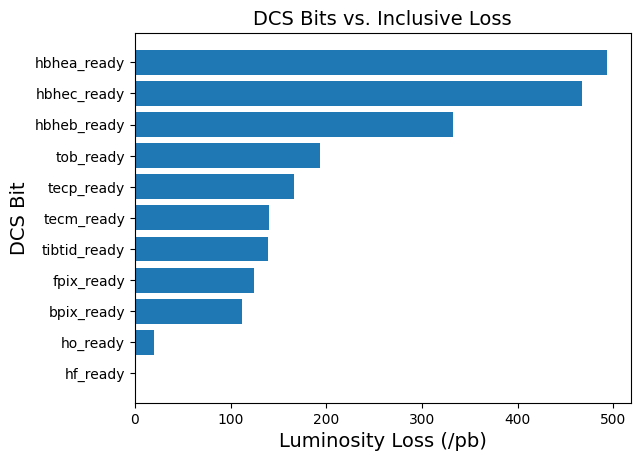 DCS Bits vs. Inclusive Loss
DCS Bit
hbhea_ready
hbhec_ready
hbheb_ready
tob_ready
tecp_ready
tecm_ready
tibtid_ready
fpix_ready
bpix_ready
ho_ready
hf_ready
0 100 200 300 400 500
Luminosity Loss (/pb)